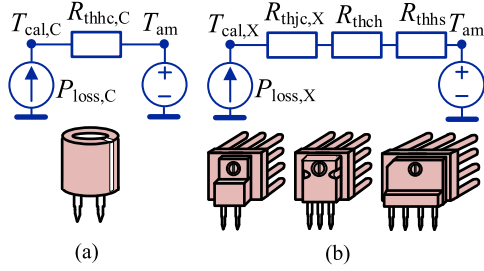 T_cal,C R_thhc,C T_am
P_loss,C
T_cal,X R_thjc,X R_thch R_thhs T_am
P_loss,X
(a) (b)